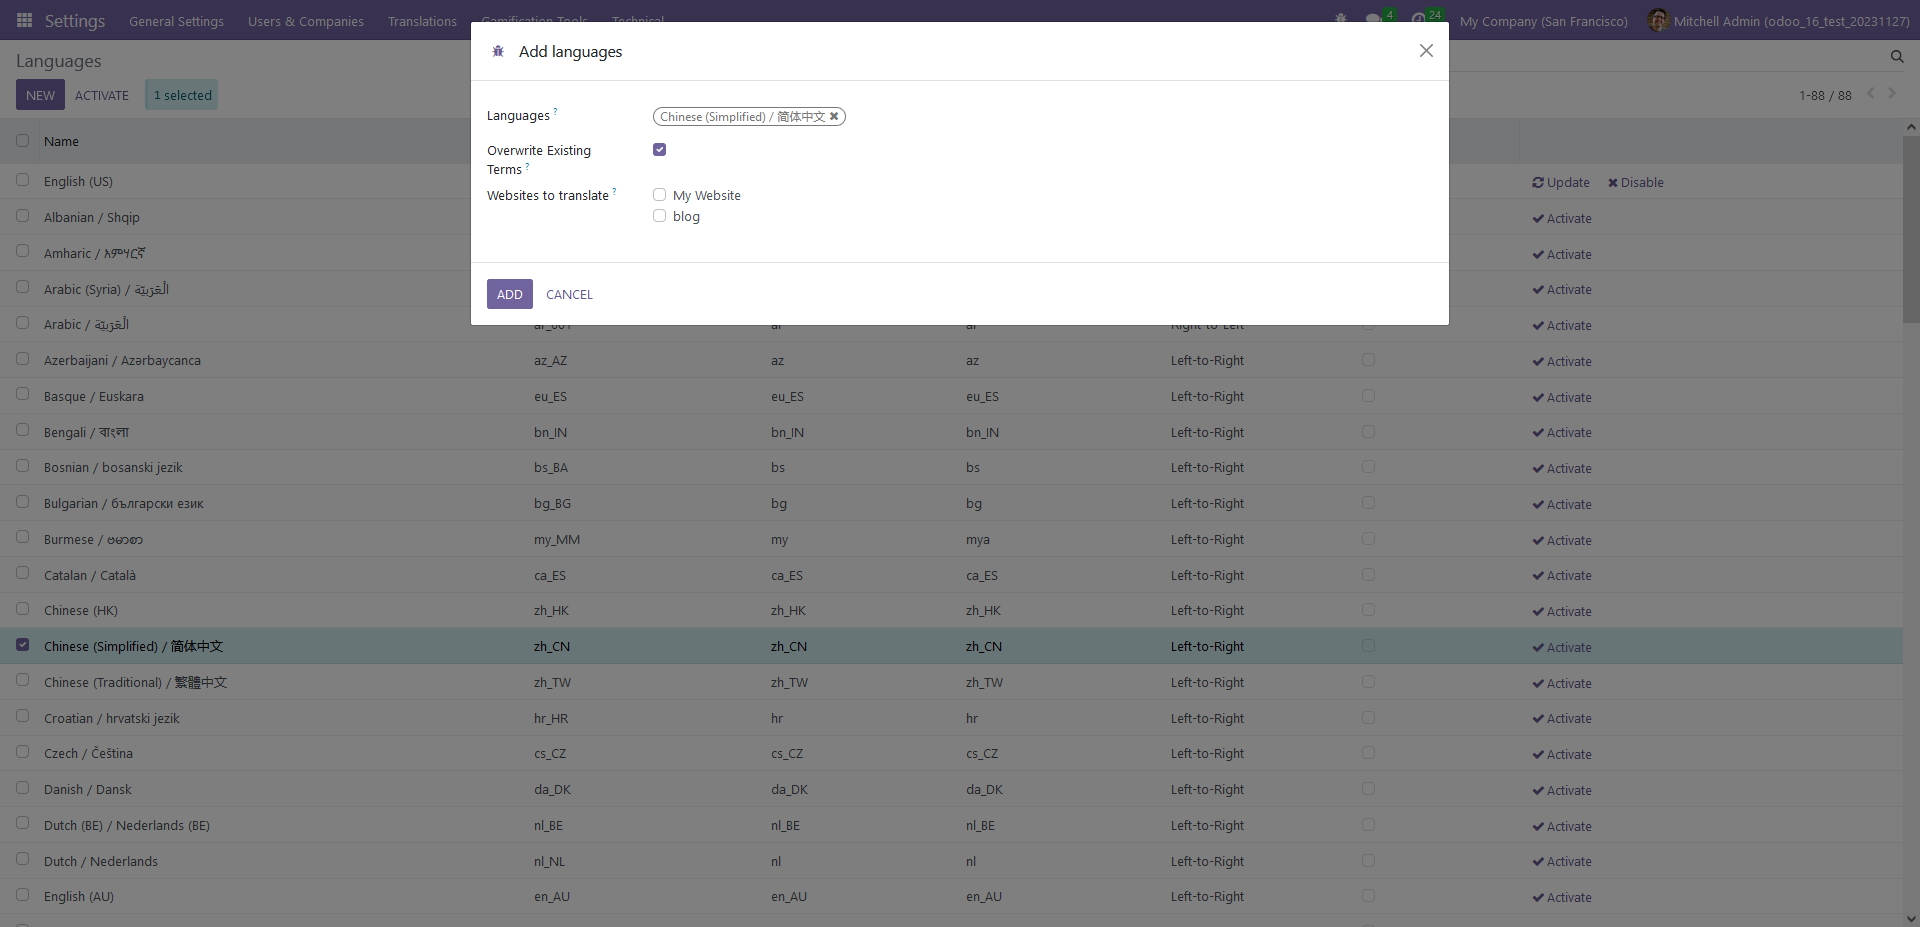 Settings General Settings Users & Companies Translations Gamification Tools Technical 4 24 My Company (San Francisco) Mitchell Admin (odoo_16_test_20231127)
Languages
NEW ACTIVATE 1 selected
1-88 / 88
Add languages
Languages ?
Chinese (Simplified) / 简体中文
Overwrite Existing
Terms ?
Websites to translate ?
My Website
blog
ADD CANCEL
Name
English (US) Update Disable
Albanian / Shqip Activate
Amharic / አምሃርኛ Activate
Arabic (Syria) / الْعَرَبيّة Activate
Arabic / الْعَرَبيّة ar_001 ar ar Right-to-Left Activate
Azerbaijani / Azərbaycanca az_AZ az az Left-to-Right Activate
Basque / Euskara eu_ES eu_ES eu_ES Left-to-Right Activate
Bengali / বাংলা bn_IN bn_IN bn_IN Left-to-Right Activate
Bosnian / bosanski jezik bs_BA bs bs Left-to-Right Activate
Bulgarian / български език bg_BG bg bg Left-to-Right Activate
Burmese / ဗမာစာ my_MM my mya Left-to-Right Activate
Catalan / Català ca_ES ca_ES ca_ES Left-to-Right Activate
Chinese (HK) zh_HK zh_HK zh_HK Left-to-Right Activate
Chinese (Simplified) / 简体中文 zh_CN zh_CN zh_CN Left-to-Right Activate
Chinese (Traditional) / 繁體中文 zh_TW zh_TW zh_TW Left-to-Right Activate
Croatian / hrvatski jezik hr_HR hr hr Left-to-Right Activate
Czech / Čeština cs_CZ cs_CZ cs_CZ Left-to-Right Activate
Danish / Dansk da_DK da_DK da_DK Left-to-Right Activate
Dutch (BE) / Nederlands (BE) nl_BE nl_BE nl_BE Left-to-Right Activate
Dutch / Nederlands nl_NL nl nl Left-to-Right Activate
English (AU) en_AU en_AU en_AU Left-to-Right Activate